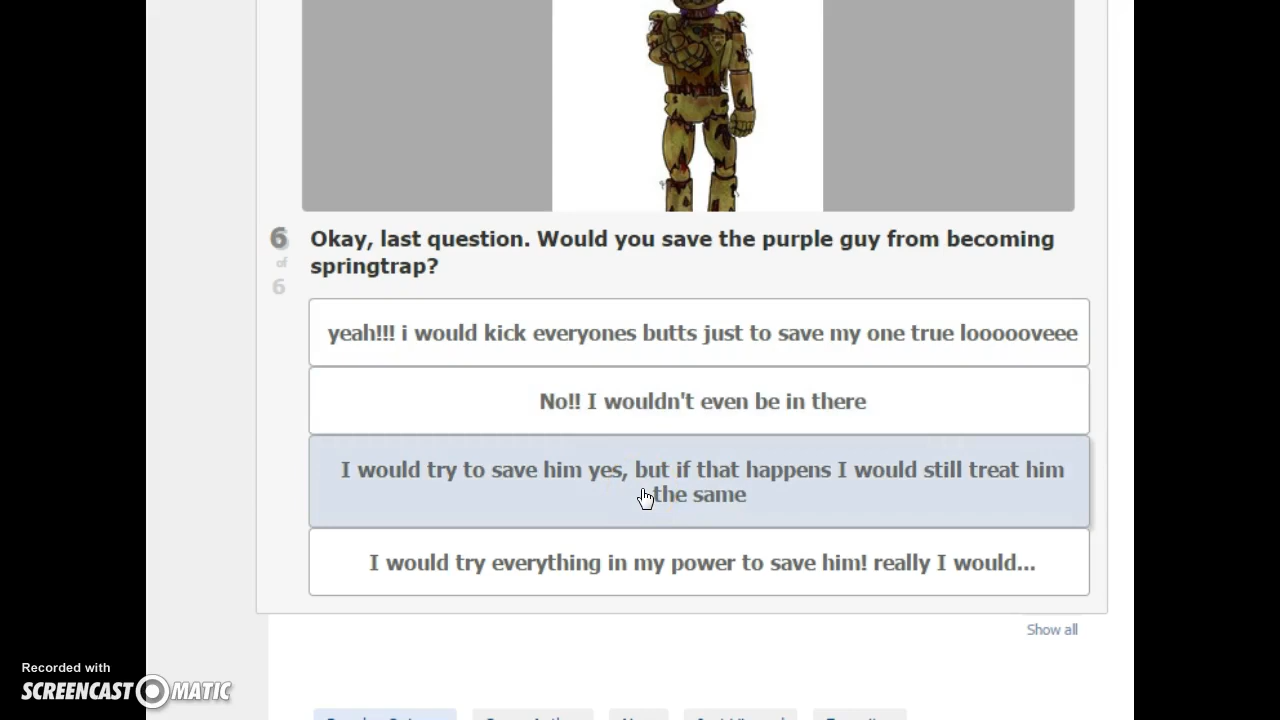 6
of
6
Okay, last question. Would you save the purple guy from becoming
springtrap?
yeah!!! i would kick everyones butts just to save my one true loooooveee
No!! I wouldn't even be in there
I would try to save him yes, but if that happens I would still treat him
the same
I would try everything in my power to save him! really I would...
Show all
Recorded with
SCREENCAST O MATIC